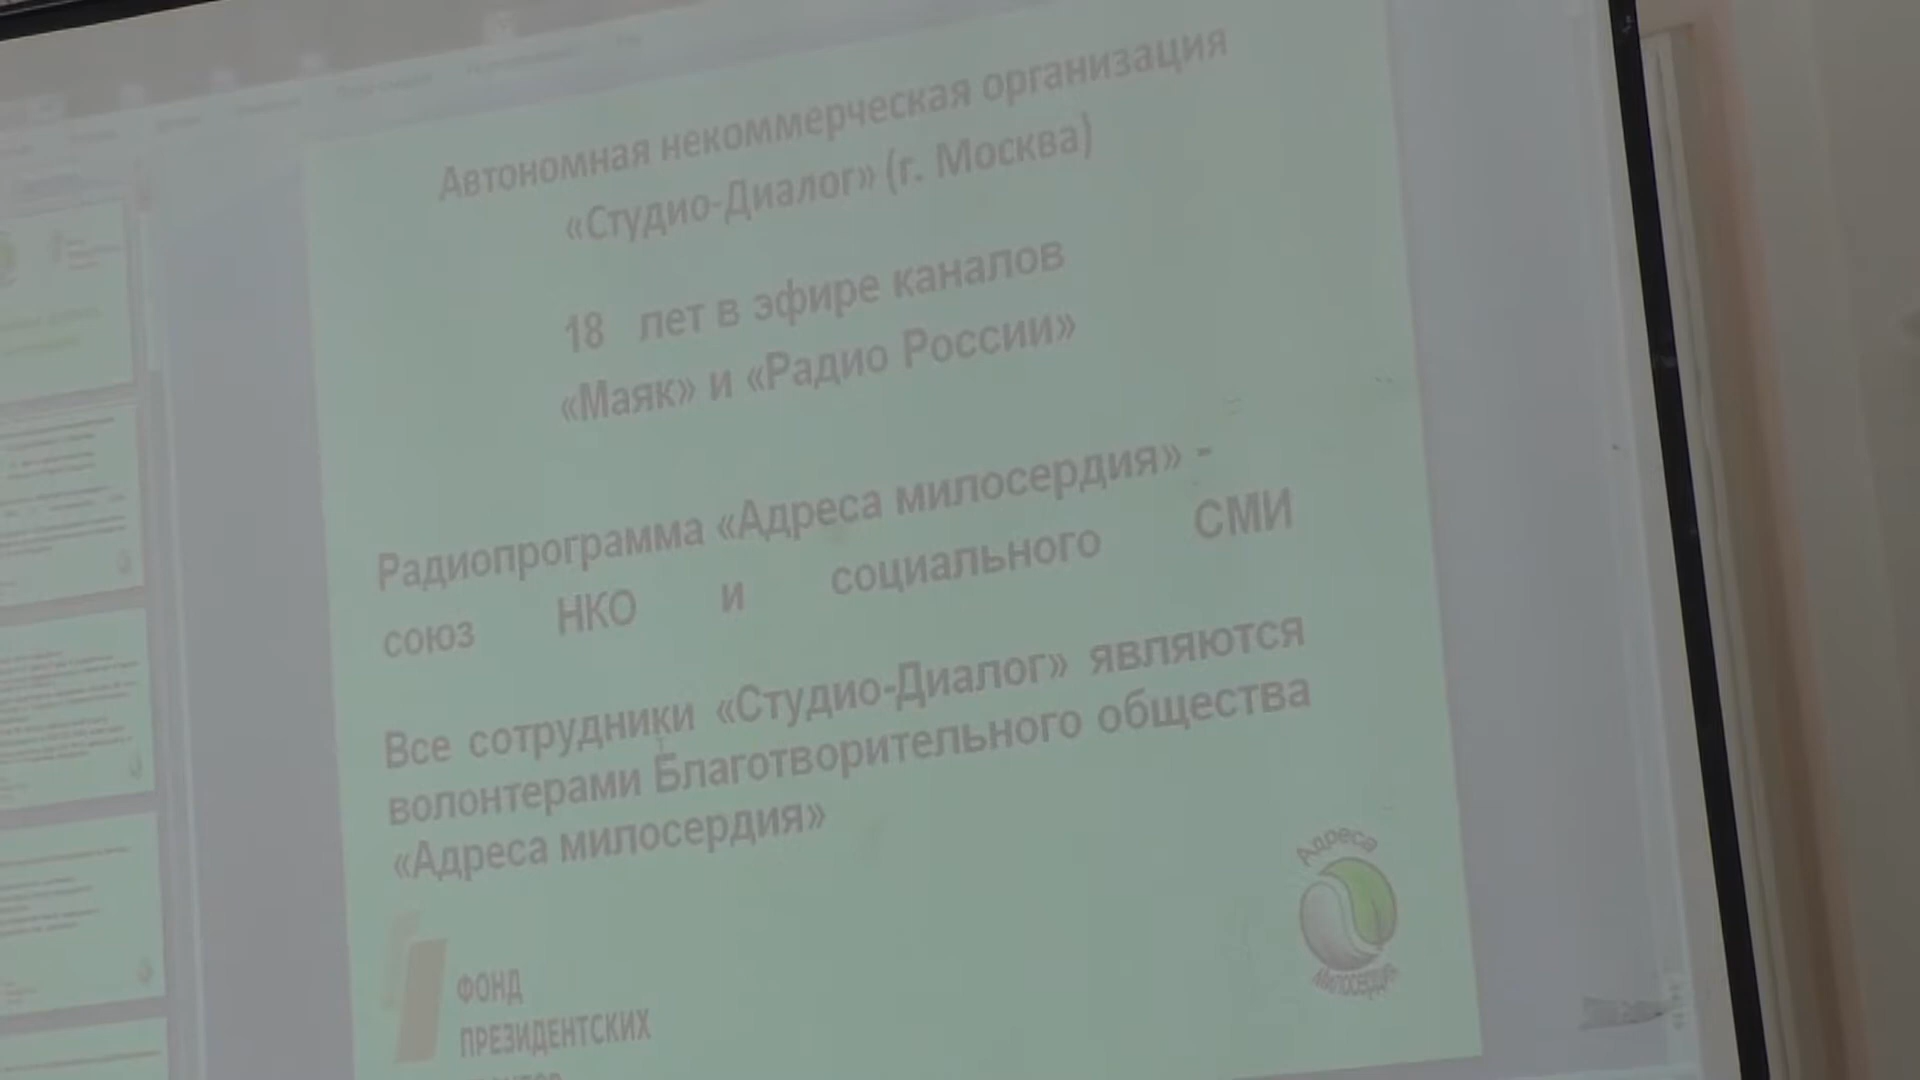 Автономная некоммерческая организация
«Студио-Диалог» (г. Москва)
18 лет в эфире каналов
«Маяк» и «Радио России»
Радиопрограмма «Адреса милосердия» -
союз НКО и социального СМИ
Все сотрудники «Студио-Диалог» являются
волонтерами Благотворительного общества
«Адреса милосердия»
Адреса
Милосердия
ФОНД
ПРЕЗИДЕНТСКИХ